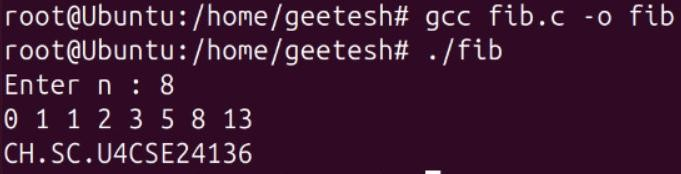 root@Ubuntu:/home/geetesh# gcc fib.c -o fib
root@Ubuntu:/home/geetesh# ./fib
Enter n : 8
0 1 1 2 3 5 8 13
CH.SC.U4CSE24136